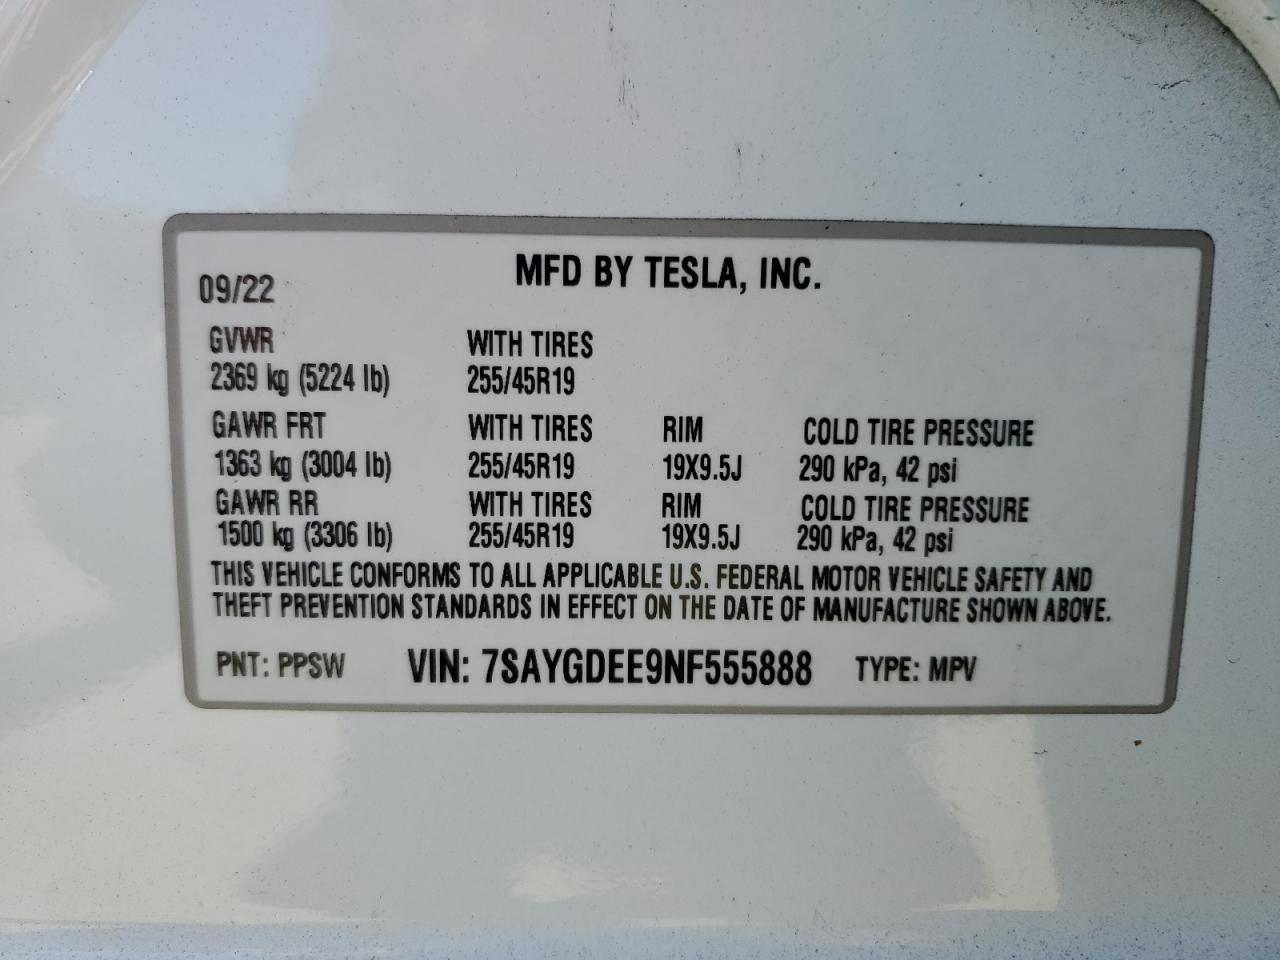 MFD BY TESLA, INC.
09/22
GVWR WITH TIRES
2369 kg (5224 lb) 255/45R19
GAWR FRT WITH TIRES RIM COLD TIRE PRESSURE
1363 kg (3004 lb) 255/45R19 19X9.5J 290 kPa, 42 psi
GAWR RR WITH TIRES RIM COLD TIRE PRESSURE
1500 kg (3306 lb) 255/45R19 19X9.5J 290 kPa, 42 psi
THIS VEHICLE CONFORMS TO ALL APPLICABLE U.S. FEDERAL MOTOR VEHICLE SAFETY AND
THEFT PREVENTION STANDARDS IN EFFECT ON THE DATE OF MANUFACTURE SHOWN ABOVE.
PNT: PPSW VIN: 7SAYGDEE9NF555888 TYPE: MPV